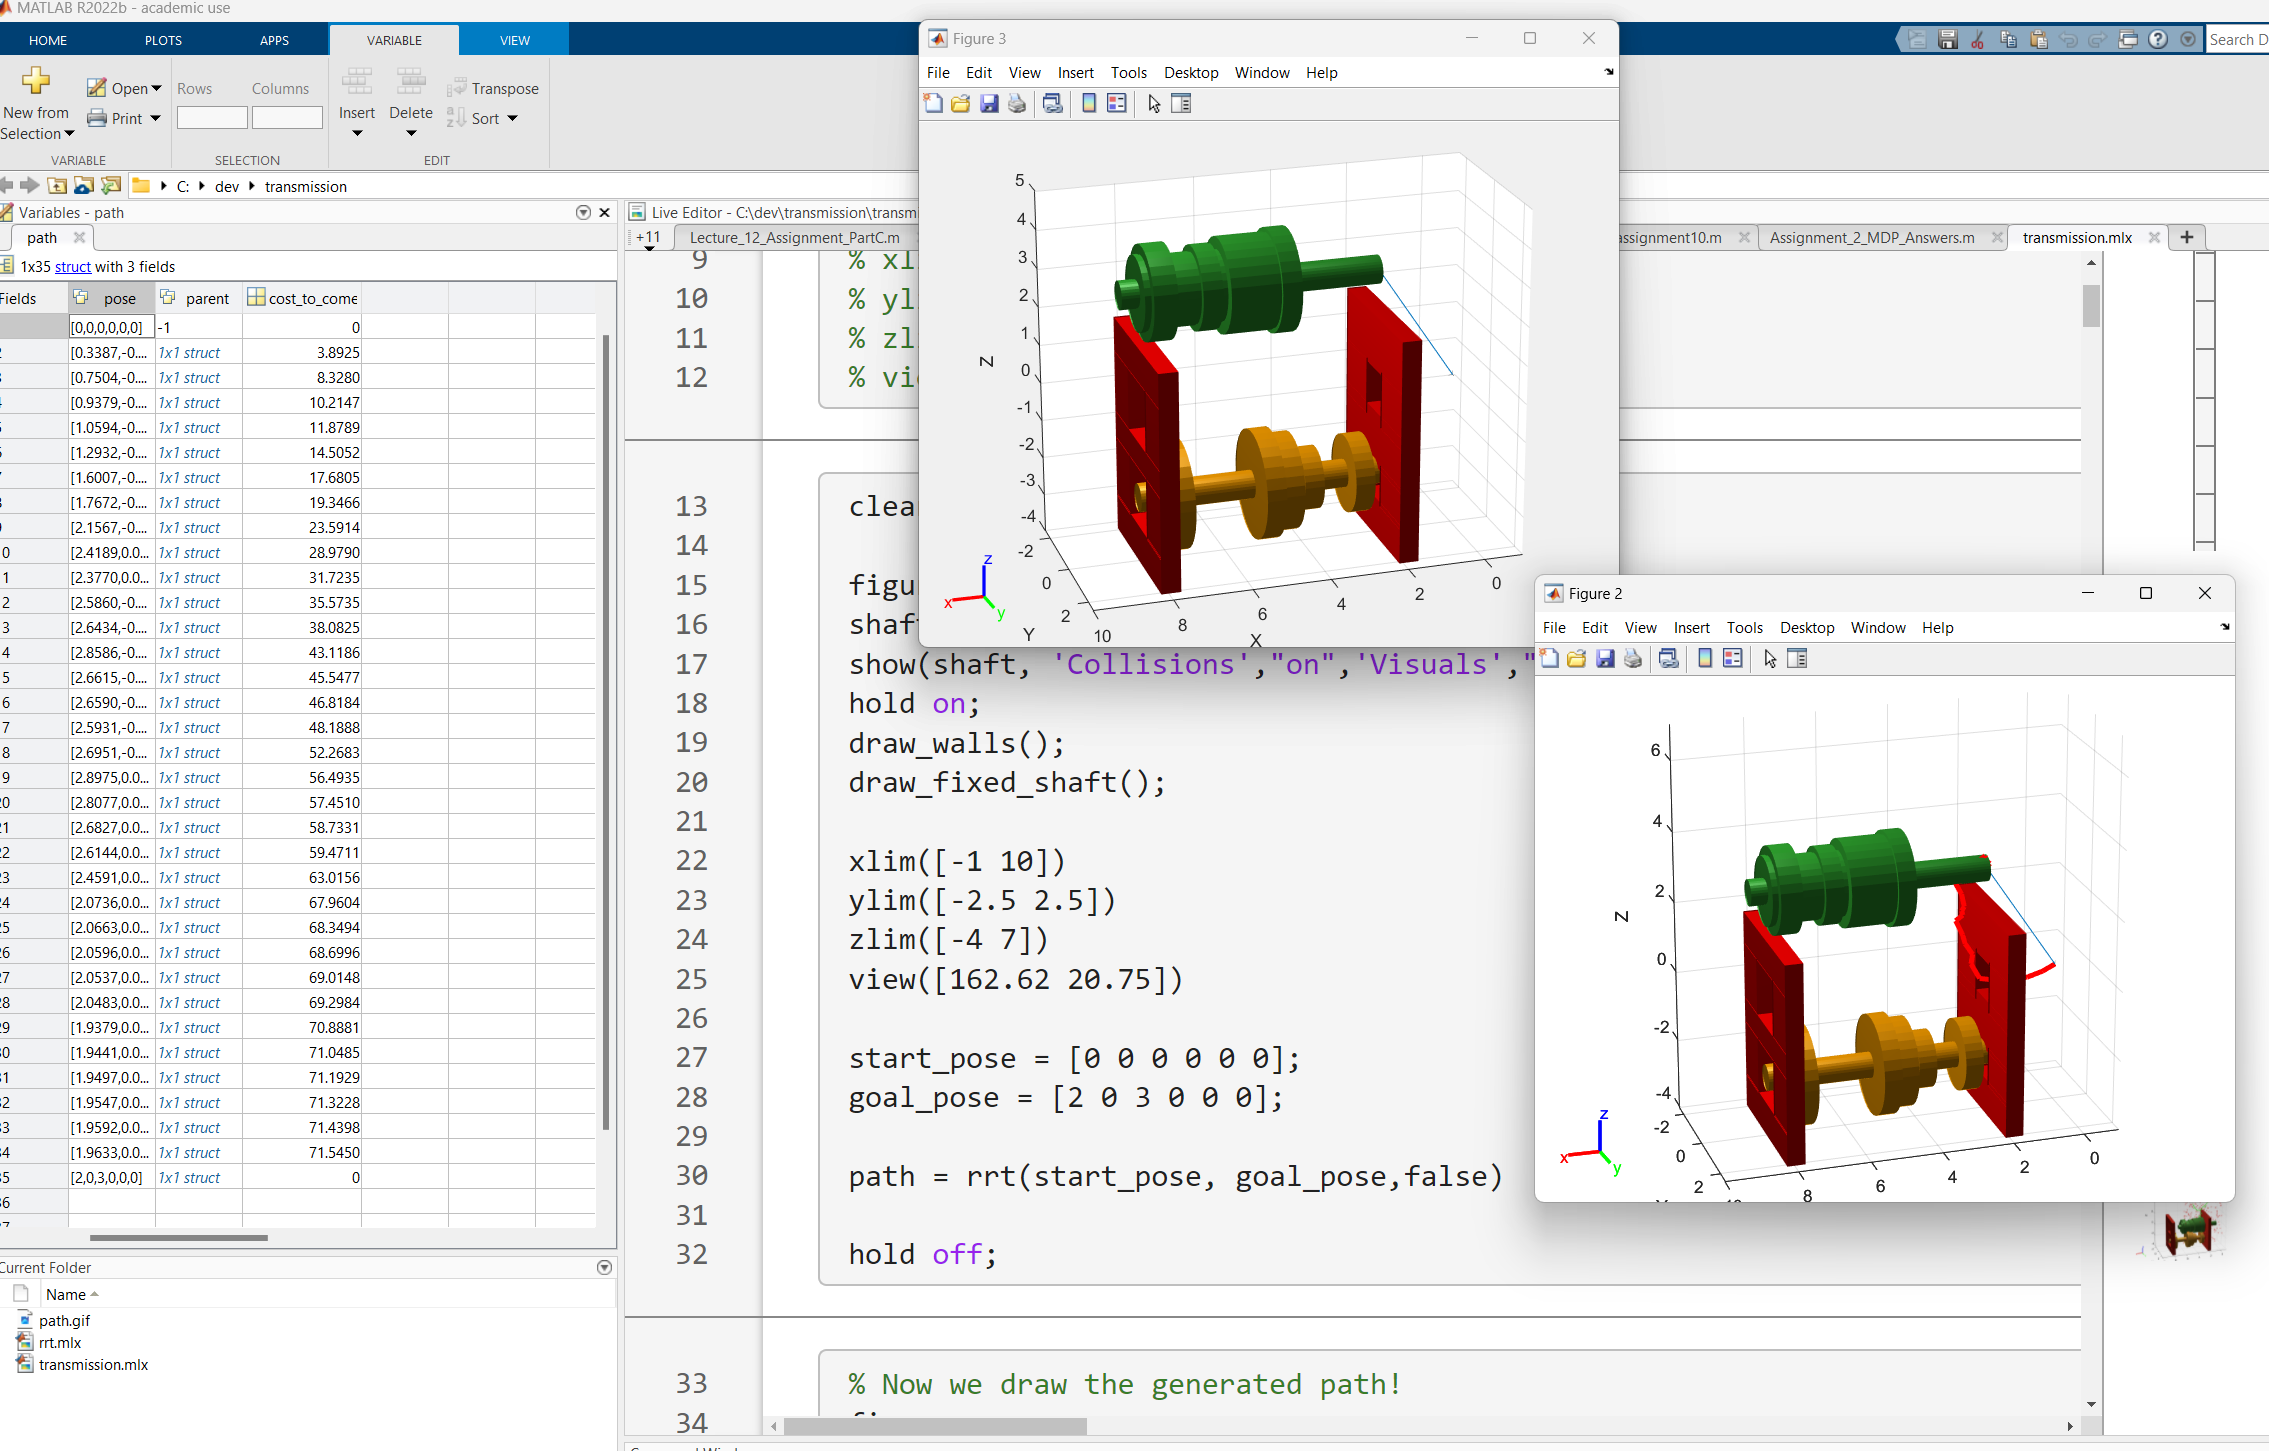 MATLAB R2022b - academic use
HOME PLOTS APPS VARIABLE VIEW
Search D
New from Selection
Open
Print
Rows Columns
Insert Delete
Transpose
Sort
VARIABLE SELECTION EDIT
C: dev transmission
Variables - path
path
1x35 struct with 3 fields
Fields pose parent cost_to_come
[0,0,0,0,0,0] -1 0
2 [0.3387,-0.... 1x1 struct 3.8925
[0.7504,-0.... 1x1 struct 8.3280
[0.9379,-0.... 1x1 struct 10.2147
[1.0594,-0.... 1x1 struct 11.8789
[1.2932,-0.... 1x1 struct 14.5052
[1.6007,-0.... 1x1 struct 17.6805
[1.7672,-0.... 1x1 struct 19.3466
[2.1567,-0.... 1x1 struct 23.5914
0 [2.4189,0.0... 1x1 struct 28.9790
1 [2.3770,0.0... 1x1 struct 31.7235
2 [2.5860,-0.... 1x1 struct 35.5735
3 [2.6434,-0.... 1x1 struct 38.0825
4 [2.8586,-0.... 1x1 struct 43.1186
5 [2.6615,-0.... 1x1 struct 45.5477
6 [2.6590,-0.... 1x1 struct 46.8184
7 [2.5931,-0.... 1x1 struct 48.1888
8 [2.6951,-0.... 1x1 struct 52.2683
9 [2.8975,0.0... 1x1 struct 56.4935
20 [2.8077,0.0... 1x1 struct 57.4510
21 [2.6827,0.0... 1x1 struct 58.7331
22 [2.6144,0.0... 1x1 struct 59.4711
23 [2.4591,0.0... 1x1 struct 63.0156
24 [2.0736,0.0... 1x1 struct 67.9604
25 [2.0663,0.0... 1x1 struct 68.3494
26 [2.0596,0.0... 1x1 struct 68.6996
27 [2.0537,0.0... 1x1 struct 69.0148
28 [2.0483,0.0... 1x1 struct 69.2984
29 [1.9379,0.0... 1x1 struct 70.8881
30 [1.9441,0.0... 1x1 struct 71.0485
31 [1.9497,0.0... 1x1 struct 71.1929
32 [1.9547,0.0... 1x1 struct 71.3228
33 [1.9592,0.0... 1x1 struct 71.4398
34 [1.9633,0.0... 1x1 struct 71.5450
35 [2,0,3,0,0,0] 1x1 struct 0
36
Current Folder
Name
path.gif
rrt.mlx
transmission.mlx
Live Editor - C:\dev\transmission\transm
+11 Lecture_12_Assignment_PartC.m assignment10.m Assignment_2_MDP_Answers.m transmission.mlx +
9 % xl
10 % yl
11 % zl
12 % vi
13 clea
14
15 figu
16 shaf
17 show(shaft, 'Collisions',"on",'Visuals',"
18 hold on;
19 draw_walls();
20 draw_fixed_shaft();
21
22 xlim([-1 10])
23 ylim([-2.5 2.5])
24 zlim([-4 7])
25 view([162.62 20.75])
26
27 start_pose = [0 0 0 0 0 0];
28 goal_pose = [2 0 3 0 0 0];
29
30 path = rrt(start_pose, goal_pose,false)
31
32 hold off;
33 % Now we draw the generated path!
34
Figure 3
File Edit View Insert Tools Desktop Window Help
5
4
3
2
1
0
-1
-2
-3
-4
Z
-2
0
2
Y
10 8 6 4 2 0
X
z
x
y
Figure 2
File Edit View Insert Tools Desktop Window Help
6
4
2
0
-2
-4
Z
-2
0
2
8 6 4 2 0
z
x
y